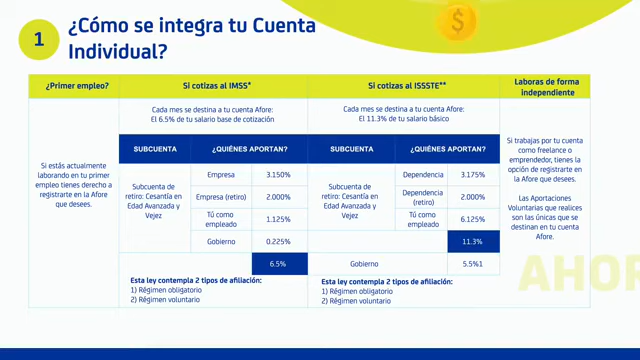 1
¿Cómo se integra tu Cuenta
Individual?
¿Primer empleo?
Si cotizas al IMSS*
Si cotizas al ISSSTE**
Laboras de forma
independiente
Si estás actualmente
laborando en tu primer
empleo tienes derecho a
registrarte en la Afore
que desees.
Cada mes se destina a tu cuenta Afore:
El 6.5% de tu salario base de cotización
SUBCUENTA
¿QUIÉNES APORTAN?
Subcuenta de
retiro: Cesantía en
Edad Avanzada y
Vejez
Empresa
3.150%
Empresa (retiro)
2.000%
Tú como
empleado
1.125%
Gobierno
0.225%
6.5%
Esta ley contempla 2 tipos de afiliación:
1) Régimen obligatorio
2) Régimen voluntario
Cada mes se destina a tu cuenta Afore:
El 11.3% de tu salario básico
SUBCUENTA
¿QUIÉNES APORTAN?
Subcuenta de
retiro: Cesantía en
Edad Avanzada y
Vejez
Dependencia
3.175%
Dependencia
(retiro)
2.000%
Tú como
empleado
6.125%
11.3%
Gobierno
5.5%1
Esta ley contempla 2 tipos de afiliación:
1) Régimen obligatorio
2) Régimen voluntario
Si trabajas por tu cuenta
como freelance o
emprendedor, tienes la
opción de registrarte en
la Afore que desees.
Las Aportaciones
Voluntarias que realices
son las únicas que se
destinan en tu cuenta
Afore.
AHOR
$